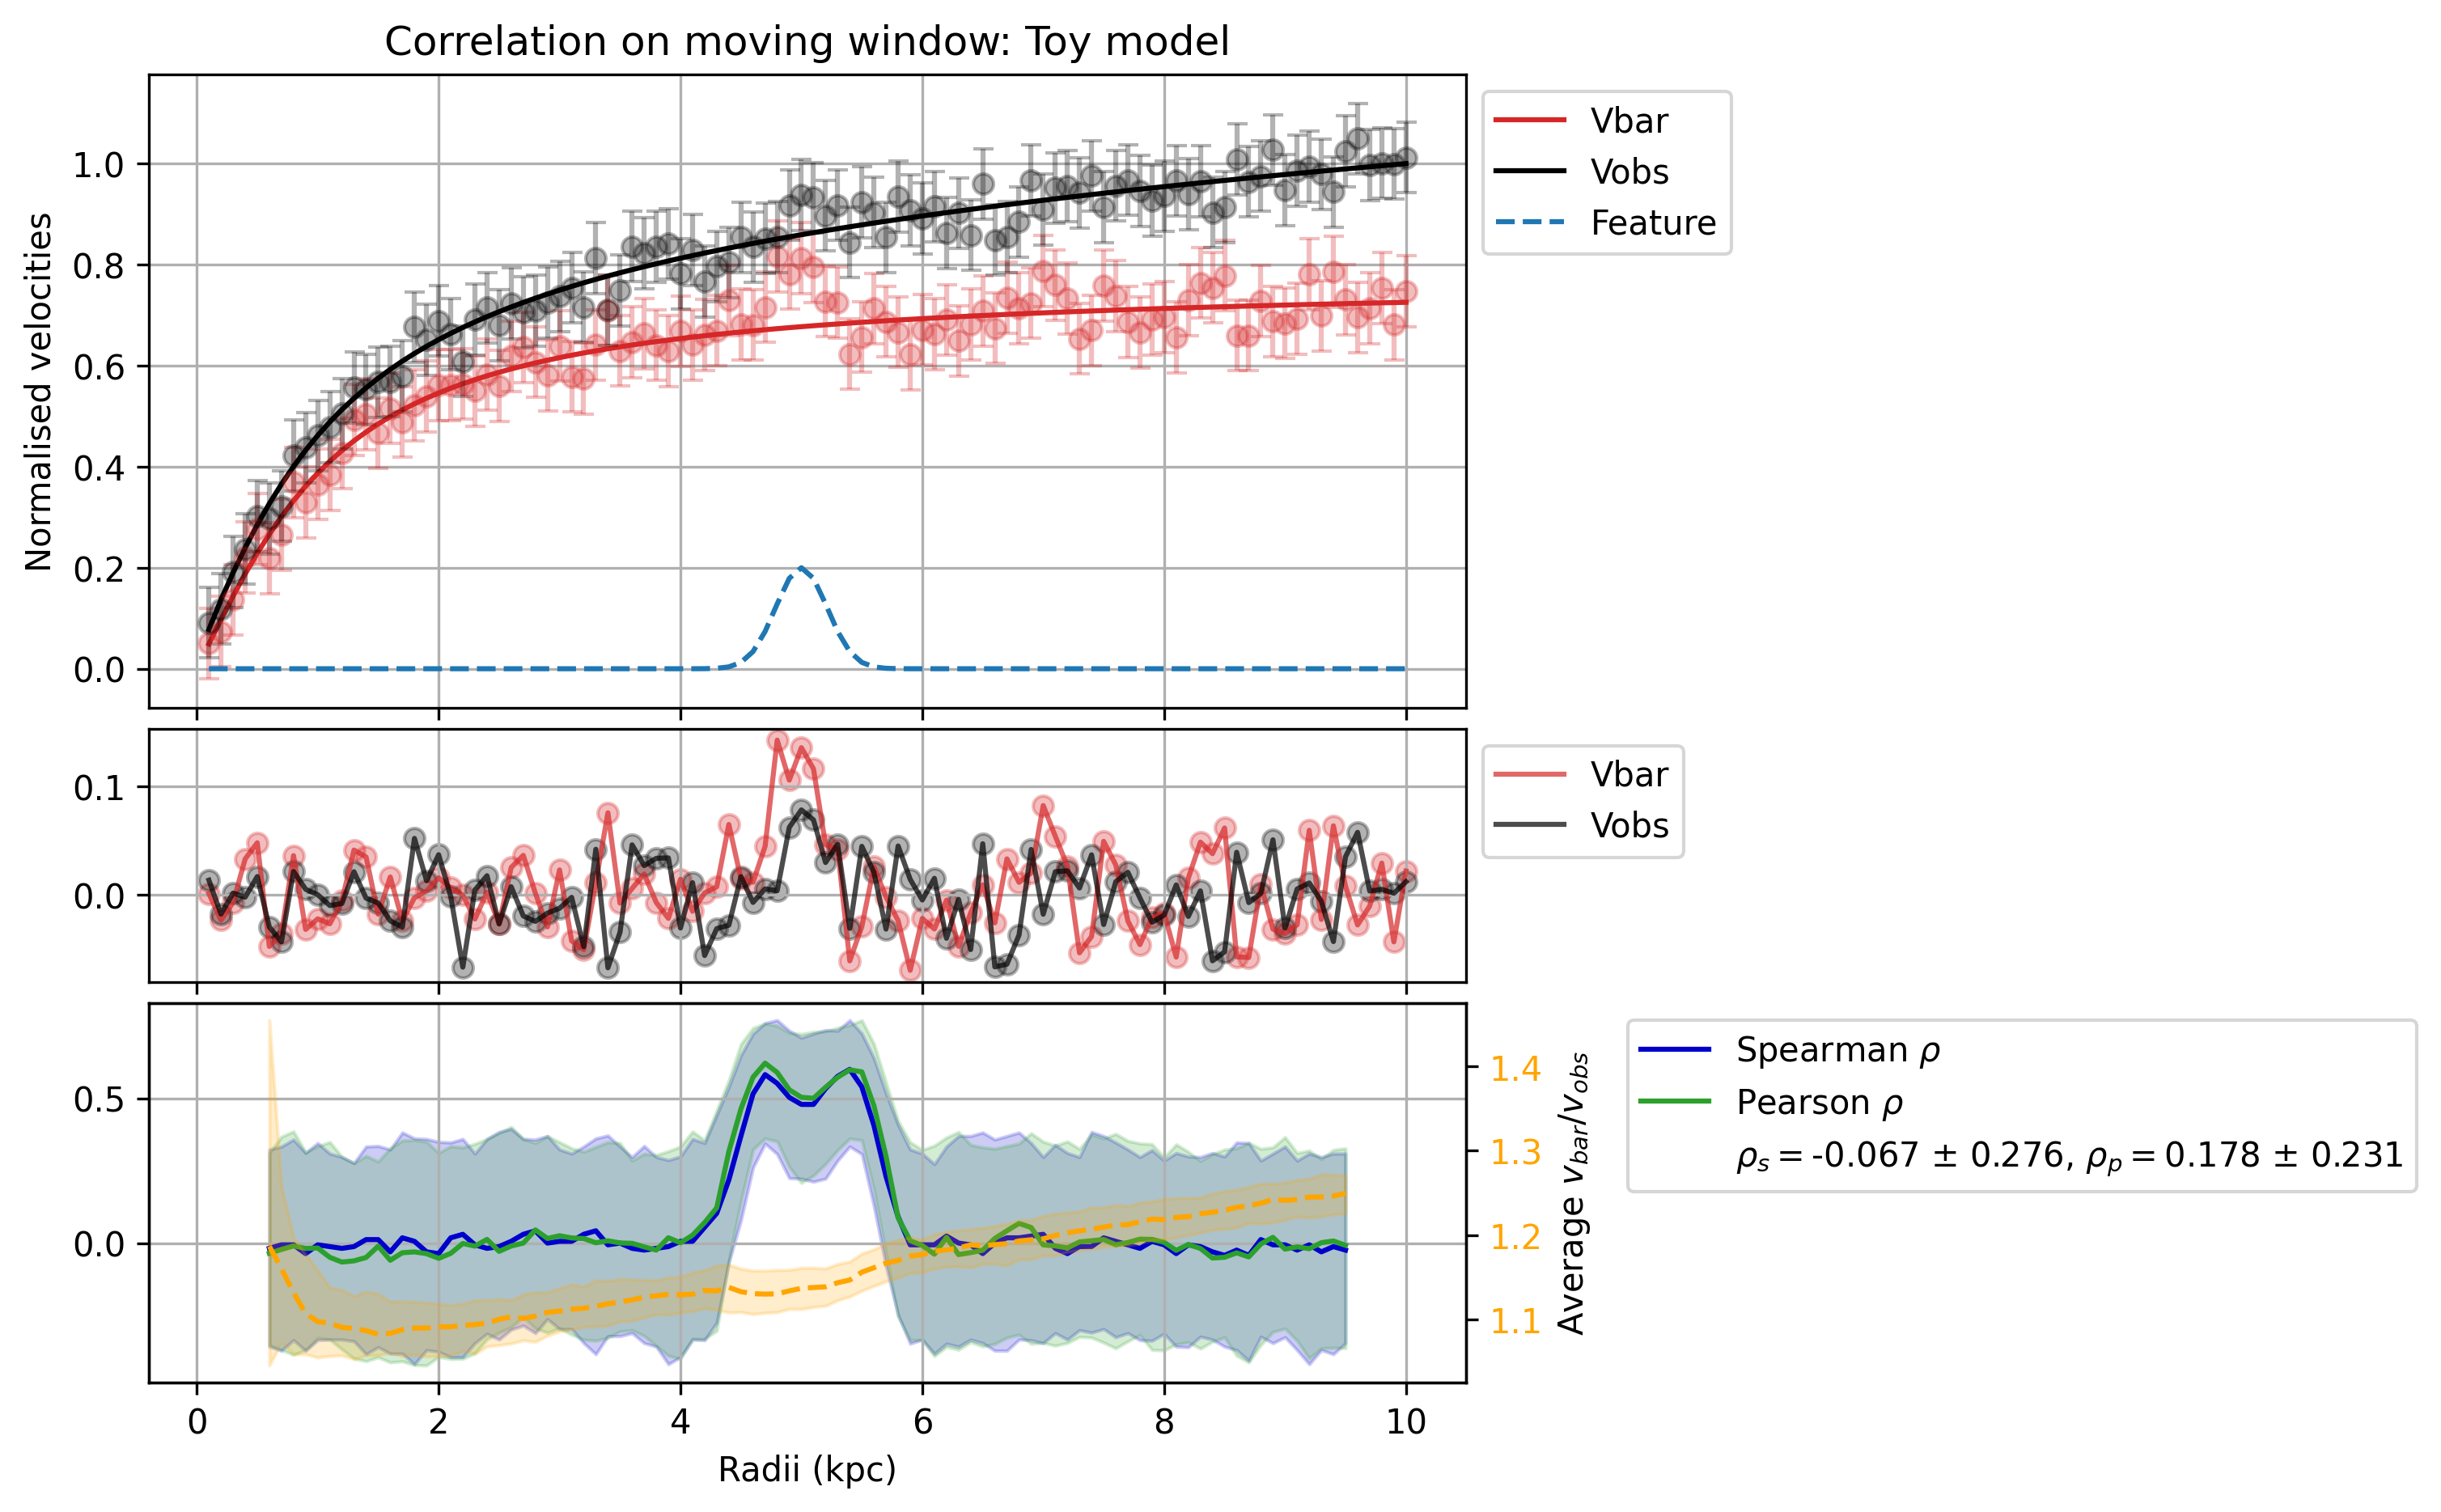 Correlation on moving window: Toy model
Normalised velocities
1.0
0.8
0.6
0.4
0.2
0.0
Vbar
Vobs
Feature
0.1
0.0
Vbar
Vobs
0.5
0.0
1.4
1.3
1.2
1.1
Average v_bar/v_obs
Spearman ρ
Pearson ρ
ρ_s = -0.067 ± 0.276, ρ_p = 0.178 ± 0.231
0 2 4 6 8 10
Radii (kpc)